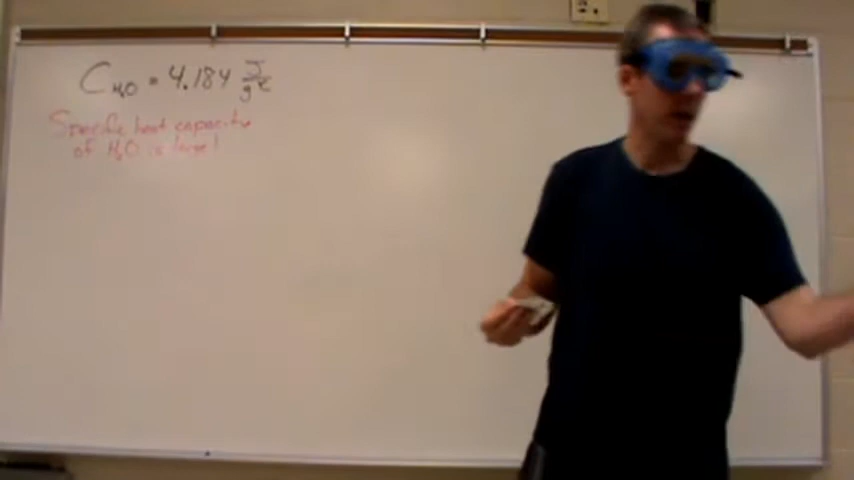 C H₂O = 4.184 J/g°C
Specific heat capacity
of H₂O is large!